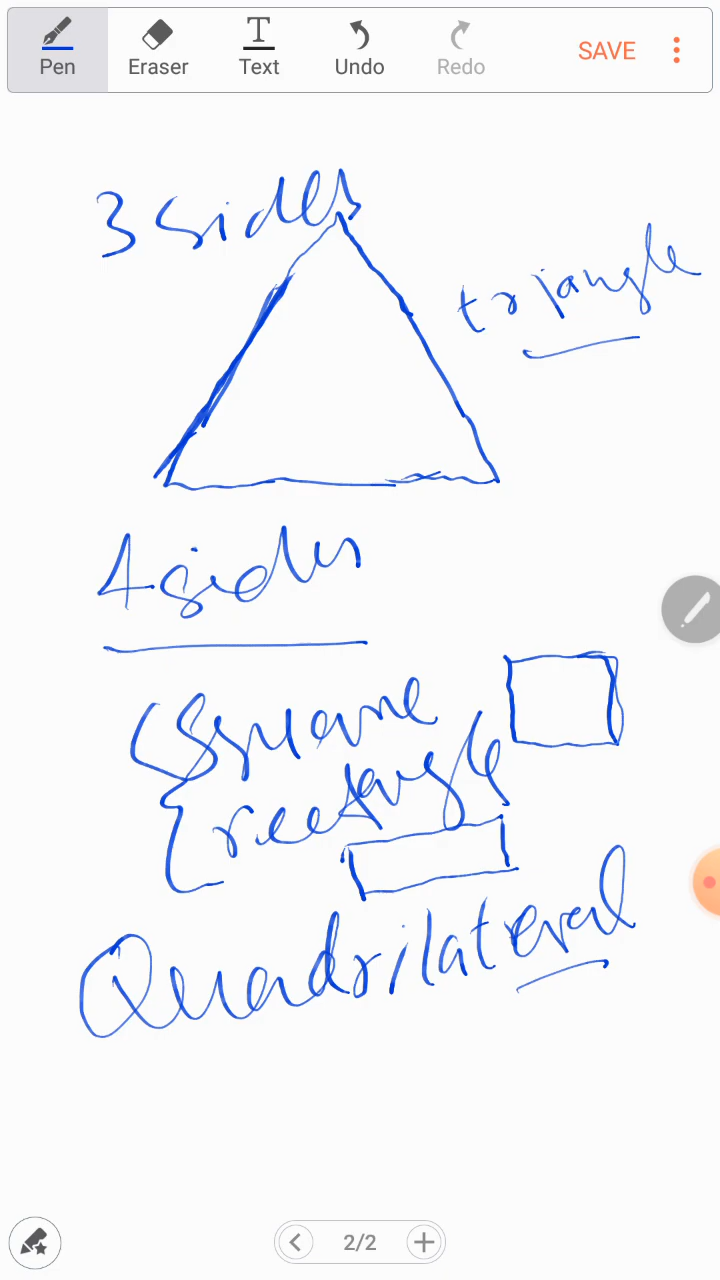 Pen Eraser Text Undo Redo SAVE
3 sides
triangle
4 sides
Square
rectangle
Quadrilateral
2/2